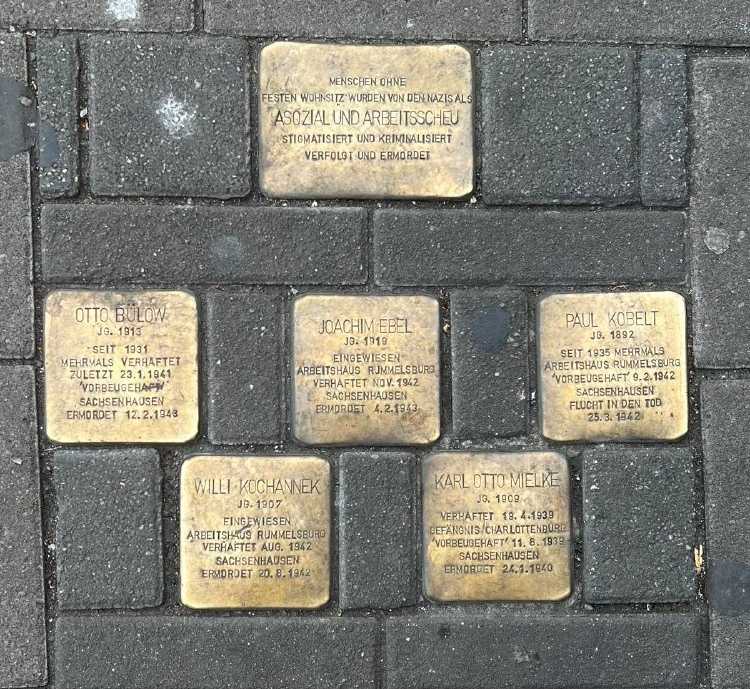 MENSCHEN OHNE
FESTEN WOHNSITZ WURDEN VON DEN NAZIS ALS
ASOZIAL UND ARBEITSSCHEU
STIGMATISIERT UND KRIMINALISIERT
VERFOLGT UND ERMORDET
OTTO BÜLOW
JG. 1913
SEIT 1931
MEHRMALS VERHAFTET
ZULETZT 23.1.1941
'VORBEUGEHAFT'
SACHSENHAUSEN
ERMORDET 12.2.1943
JOACHIM EBEL
JG. 1919
EINGEWIESEN
ARBEITSHAUS RUMMELSBURG
VERHAFTET NOV. 1942
SACHSENHAUSEN
ERMORDET 4.2.1943
PAUL KOBELT
JG. 1892
SEIT 1935 MEHRMALS
ARBEITSHAUS RUMMELSBURG
'VORBEUGEHAFT' 9.2.1942
SACHSENHAUSEN
FLUCHT IN DEN TOD
25.3.1942
WILLI KOCHANNEK
JG. 1907
EINGEWIESEN
ARBEITSHAUS RUMMELSBURG
VERHAFTET AUG. 1942
SACHSENHAUSEN
ERMORDET 20.8.1942
KARL OTTO MIELKE
JG. 1909
VERHAFTET 19.4.1939
GEFÄNGNIS CHARLOTTENBURG
'VORBEUGEHAFT' 11.8.1939
SACHSENHAUSEN
ERMORDET 24.1.1940